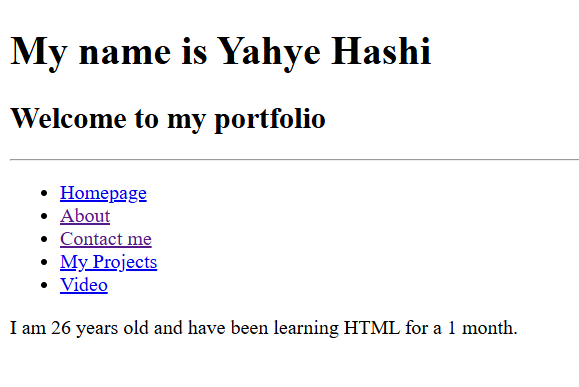 My name is Yahye Hashi
Welcome to my portfolio
Homepage
About
Contact me
My Projects
Video
I am 26 years old and have been learning HTML for a 1 month.